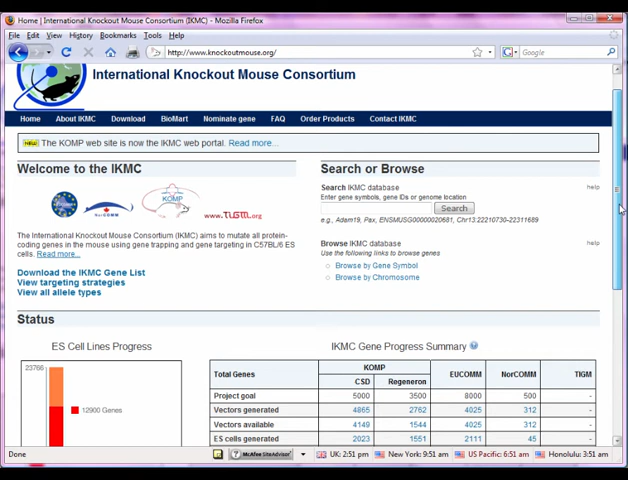 Home | International Knockout Mouse Consortium (IKMC) - Mozilla Firefox
File Edit View History Bookmarks Tools Help
http://www.knockoutmouse.org/
Google
International Knockout Mouse Consortium
Home About IKMC Download BioMart Nominate gene FAQ Order Products Contact IKMC
NEW The KOMP web site is now the IKMC web portal. Read more...
Welcome to the IKMC
KOMP
NorCOMM
www.TIGM.org
The International Knockout Mouse Consortium (IKMC) aims to mutate all protein-
coding genes in the mouse using gene trapping and gene targeting in C57BL/6 ES
cells. Read more...
Download the IKMC Gene List
View targeting strategies
View all allele types
Search or Browse
Search IKMC database help
Enter gene symbols, gene IDs or genome location
Search
e.g., Adam19, Pax, ENSMUSG00000020681, Chr13:22210730-22311689
Browse IKMC database help
Use the following links to browse genes
Browse by Gene Symbol
Browse by Chromosome
Status
ES Cell Lines Progress
23766
12900 Genes
IKMC Gene Progress Summary
Total Genes KOMP EUCOMM NorCOMM TIGM
CSD Regeneron
Project goal 5000 3500 8000 500 -
Vectors generated 4865 2762 4025 312 -
Vectors available 4149 1544 4025 312 -
ES cells generated 2023 1551 2111 45 -
Done
McAfee SiteAdvisor
UK: 2:51 pm New York: 9:51 am US Pacific: 6:51 am Honolulu: 3:51 am